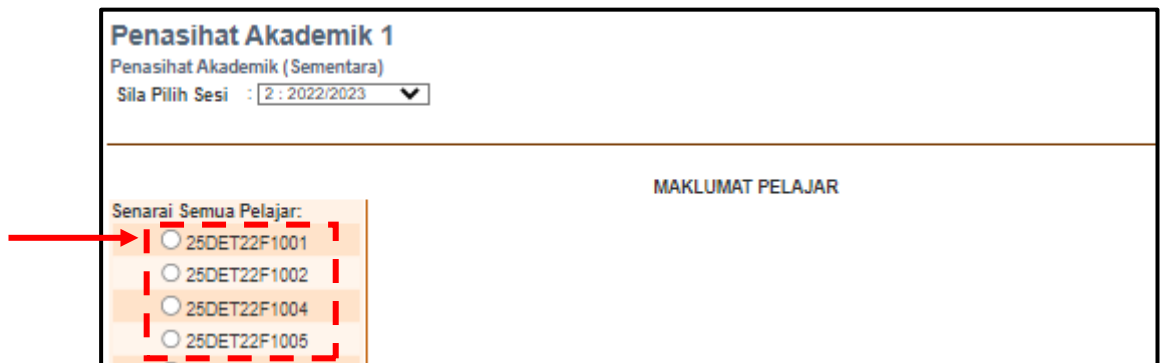 Penasihat Akademik 1
Penasihat Akademik (Sementara)
Sila Pilih Sesi : 2 : 2022/2023
MAKLUMAT PELAJAR
Senarai Semua Pelajar:
25DET22F1001
25DET22F1002
25DET22F1004
25DET22F1005